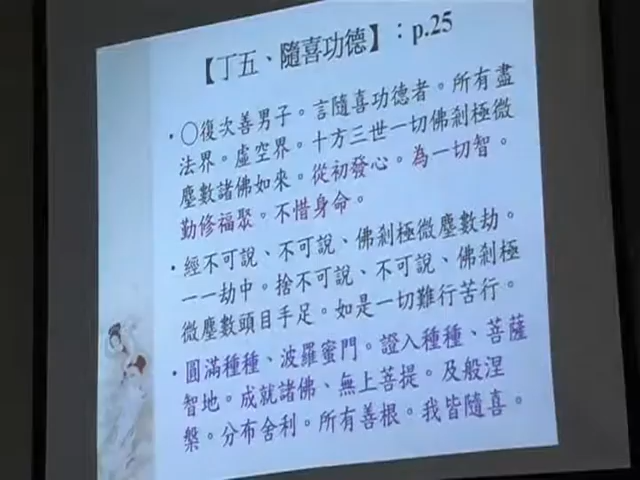 【丁五、隨喜功德】：p.25
•〇復次善男子。言隨喜功德者。所有盡
法界。虛空界。十方三世一切佛剎極微
塵數諸佛如來。從初發心。為一切智。
勤修福聚。不惜身命。
•經不可說、不可說、佛剎極微塵數劫。
一一劫中。捨不可說、不可說、佛剎極
微塵數頭目手足。如是一切難行苦行。
•圓滿種種、波羅蜜門。證入種種、菩薩
智地。成就諸佛、無上菩提。及般涅
槃。分布舍利。所有善根。我皆隨喜。